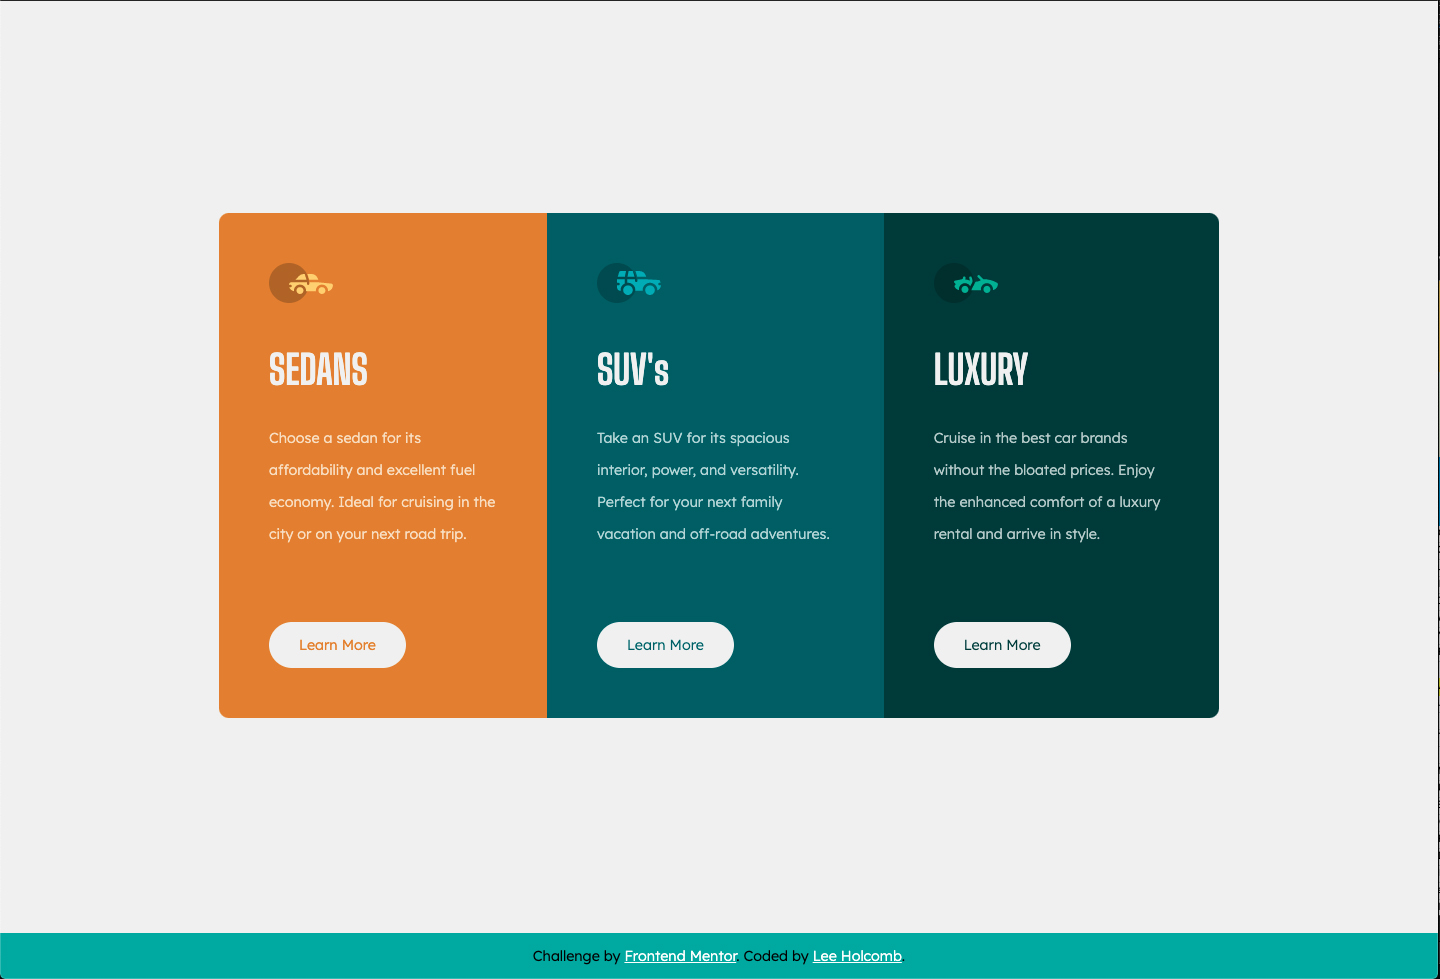 SEDANS
Choose a sedan for its
affordability and excellent fuel
economy. Ideal for cruising in the
city or on your next road trip.
Learn More
SUV's
Take an SUV for its spacious
interior, power, and versatility.
Perfect for your next family
vacation and off-road adventures.
Learn More
LUXURY
Cruise in the best car brands
without the bloated prices. Enjoy
the enhanced comfort of a luxury
rental and arrive in style.
Learn More
Challenge by Frontend Mentor. Coded by Lee Holcomb.